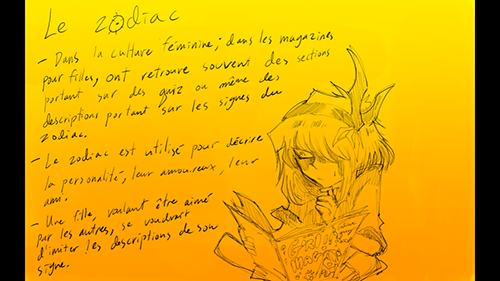 Le zodiac
- Dans la culture féminine; dans les magazines
pour filles, ont retrouve souvent des sections
portant sur des quiz ou même des
descriptions portant sur les signes du
zodiac.
- Le zodiac est utilisé pour décrire
la personalité, leur amoureux, leur
ami.
- Une fille, voulant être aimé
par les autres, se voudrait
d'imiter les descriptions de son
signe.
Girl